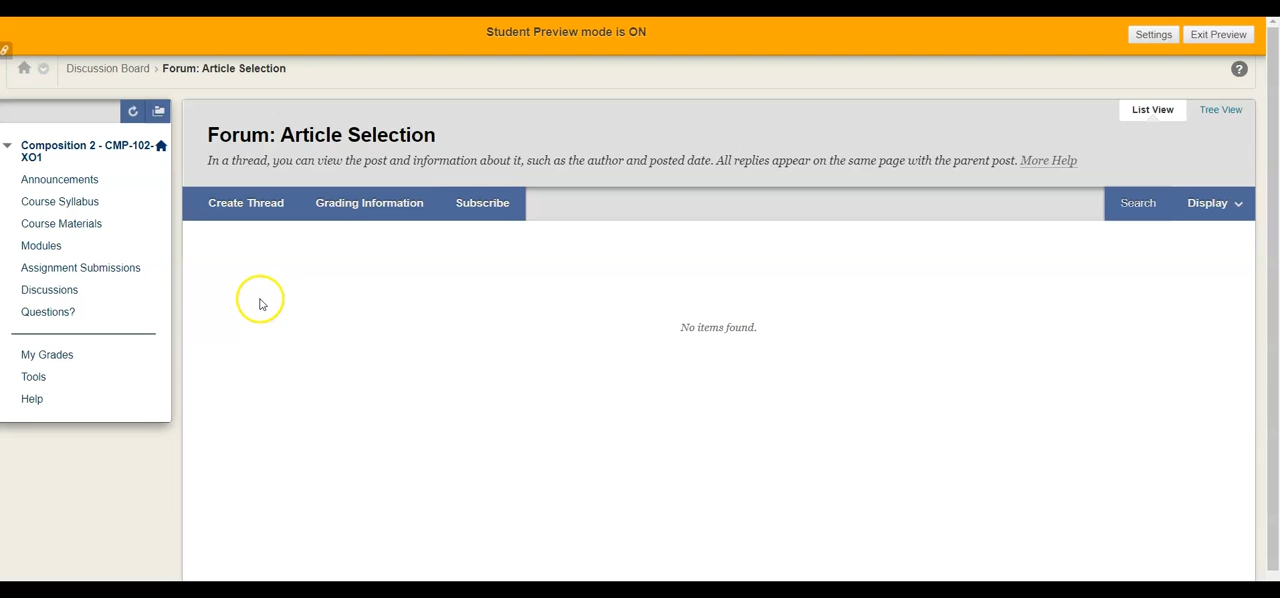 Student Preview mode is ON
Settings
Exit Preview
Discussion Board › Forum: Article Selection
?
Composition 2 - CMP-102-
XO1
Announcements
Course Syllabus
Course Materials
Modules
Assignment Submissions
Discussions
Questions?
My Grades
Tools
Help
List View
Tree View
Forum: Article Selection
In a thread, you can view the post and information about it, such as the author and posted date. All replies appear on the same page with the parent post. More Help
Create Thread
Grading Information
Subscribe
Search
Display
No items found.